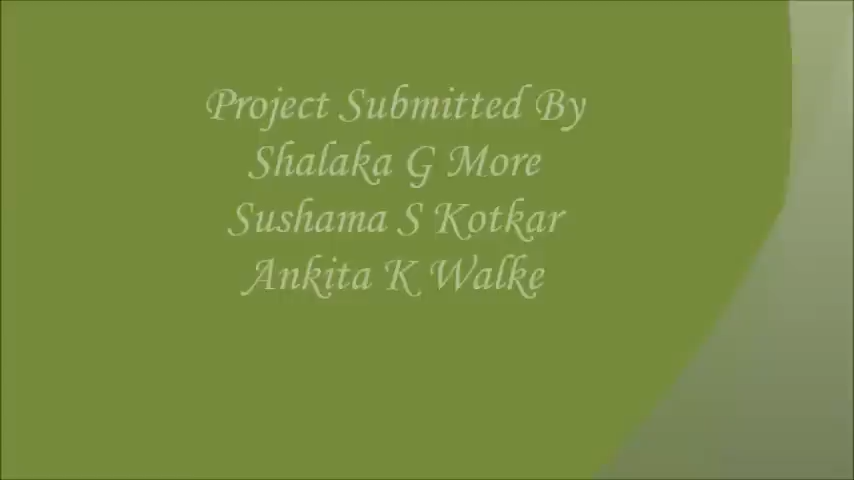 Project Submitted By
Shalaka G More
Sushama S Kotkar
Ankita K Walke